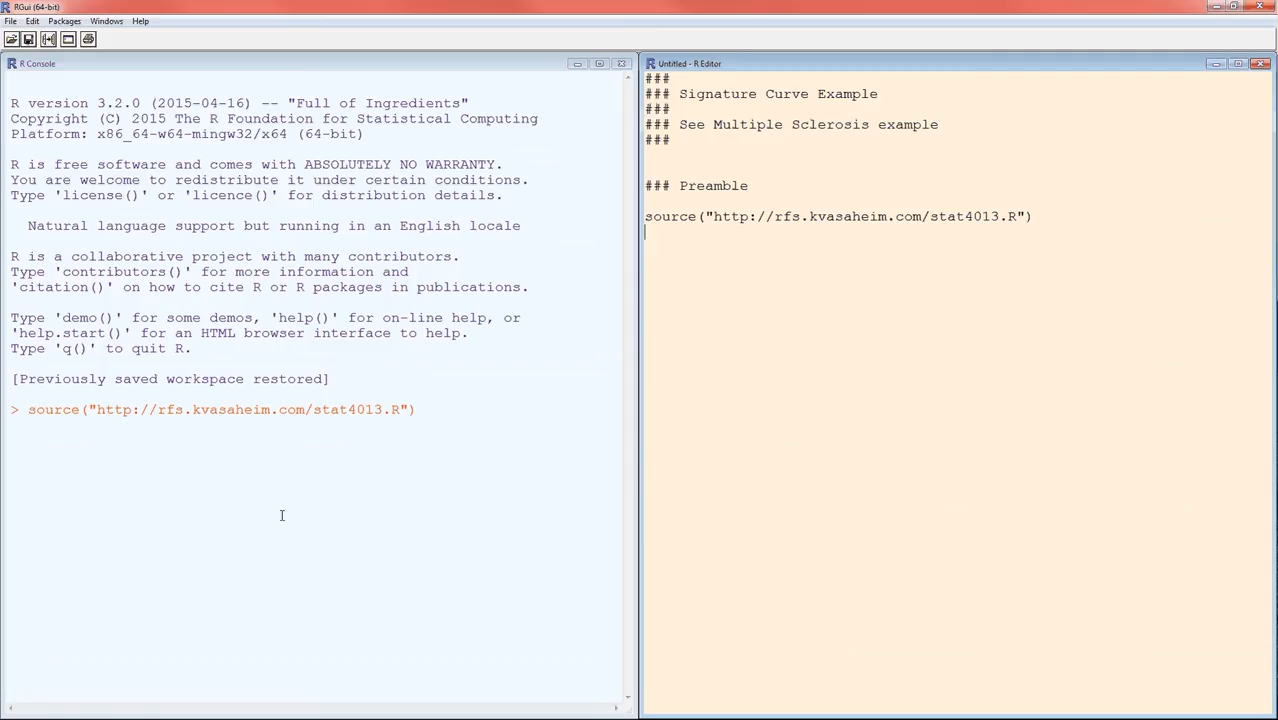 RGui (64-bit)
File Edit Packages Windows Help
R Console
R version 3.2.0 (2015-04-16) -- "Full of Ingredients"
Copyright (C) 2015 The R Foundation for Statistical Computing
Platform: x86_64-w64-mingw32/x64 (64-bit)
R is free software and comes with ABSOLUTELY NO WARRANTY.
You are welcome to redistribute it under certain conditions.
Type 'license()' or 'licence()' for distribution details.
Natural language support but running in an English locale
R is a collaborative project with many contributors.
Type 'contributors()' for more information and
'citation()' on how to cite R or R packages in publications.
Type 'demo()' for some demos, 'help()' for on-line help, or
'help.start()' for an HTML browser interface to help.
Type 'q()' to quit R.
[Previously saved workspace restored]
> source("http://rfs.kvasaheim.com/stat4013.R")
Untitled - R Editor
###
### Signature Curve Example
###
### See Multiple Sclerosis example
###
### Preamble
source("http://rfs.kvasaheim.com/stat4013.R")